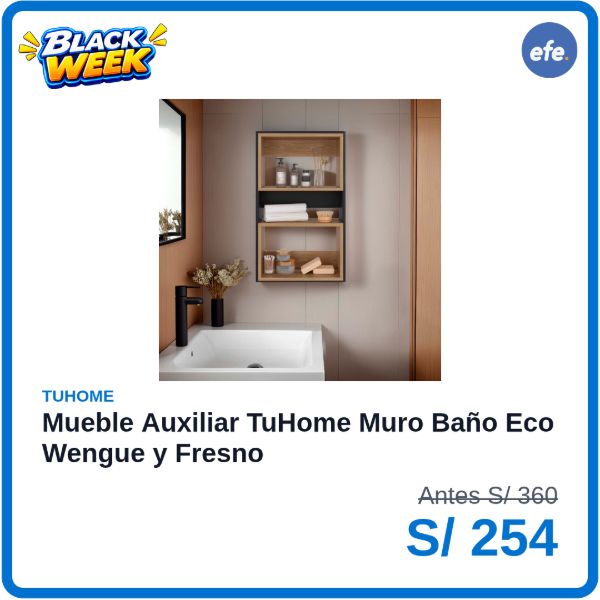 BLACK
WEEK
efe.
TUHOME
Mueble Auxiliar TuHome Muro Baño Eco
Wengue y Fresno
Antes S/ 360
S/ 254